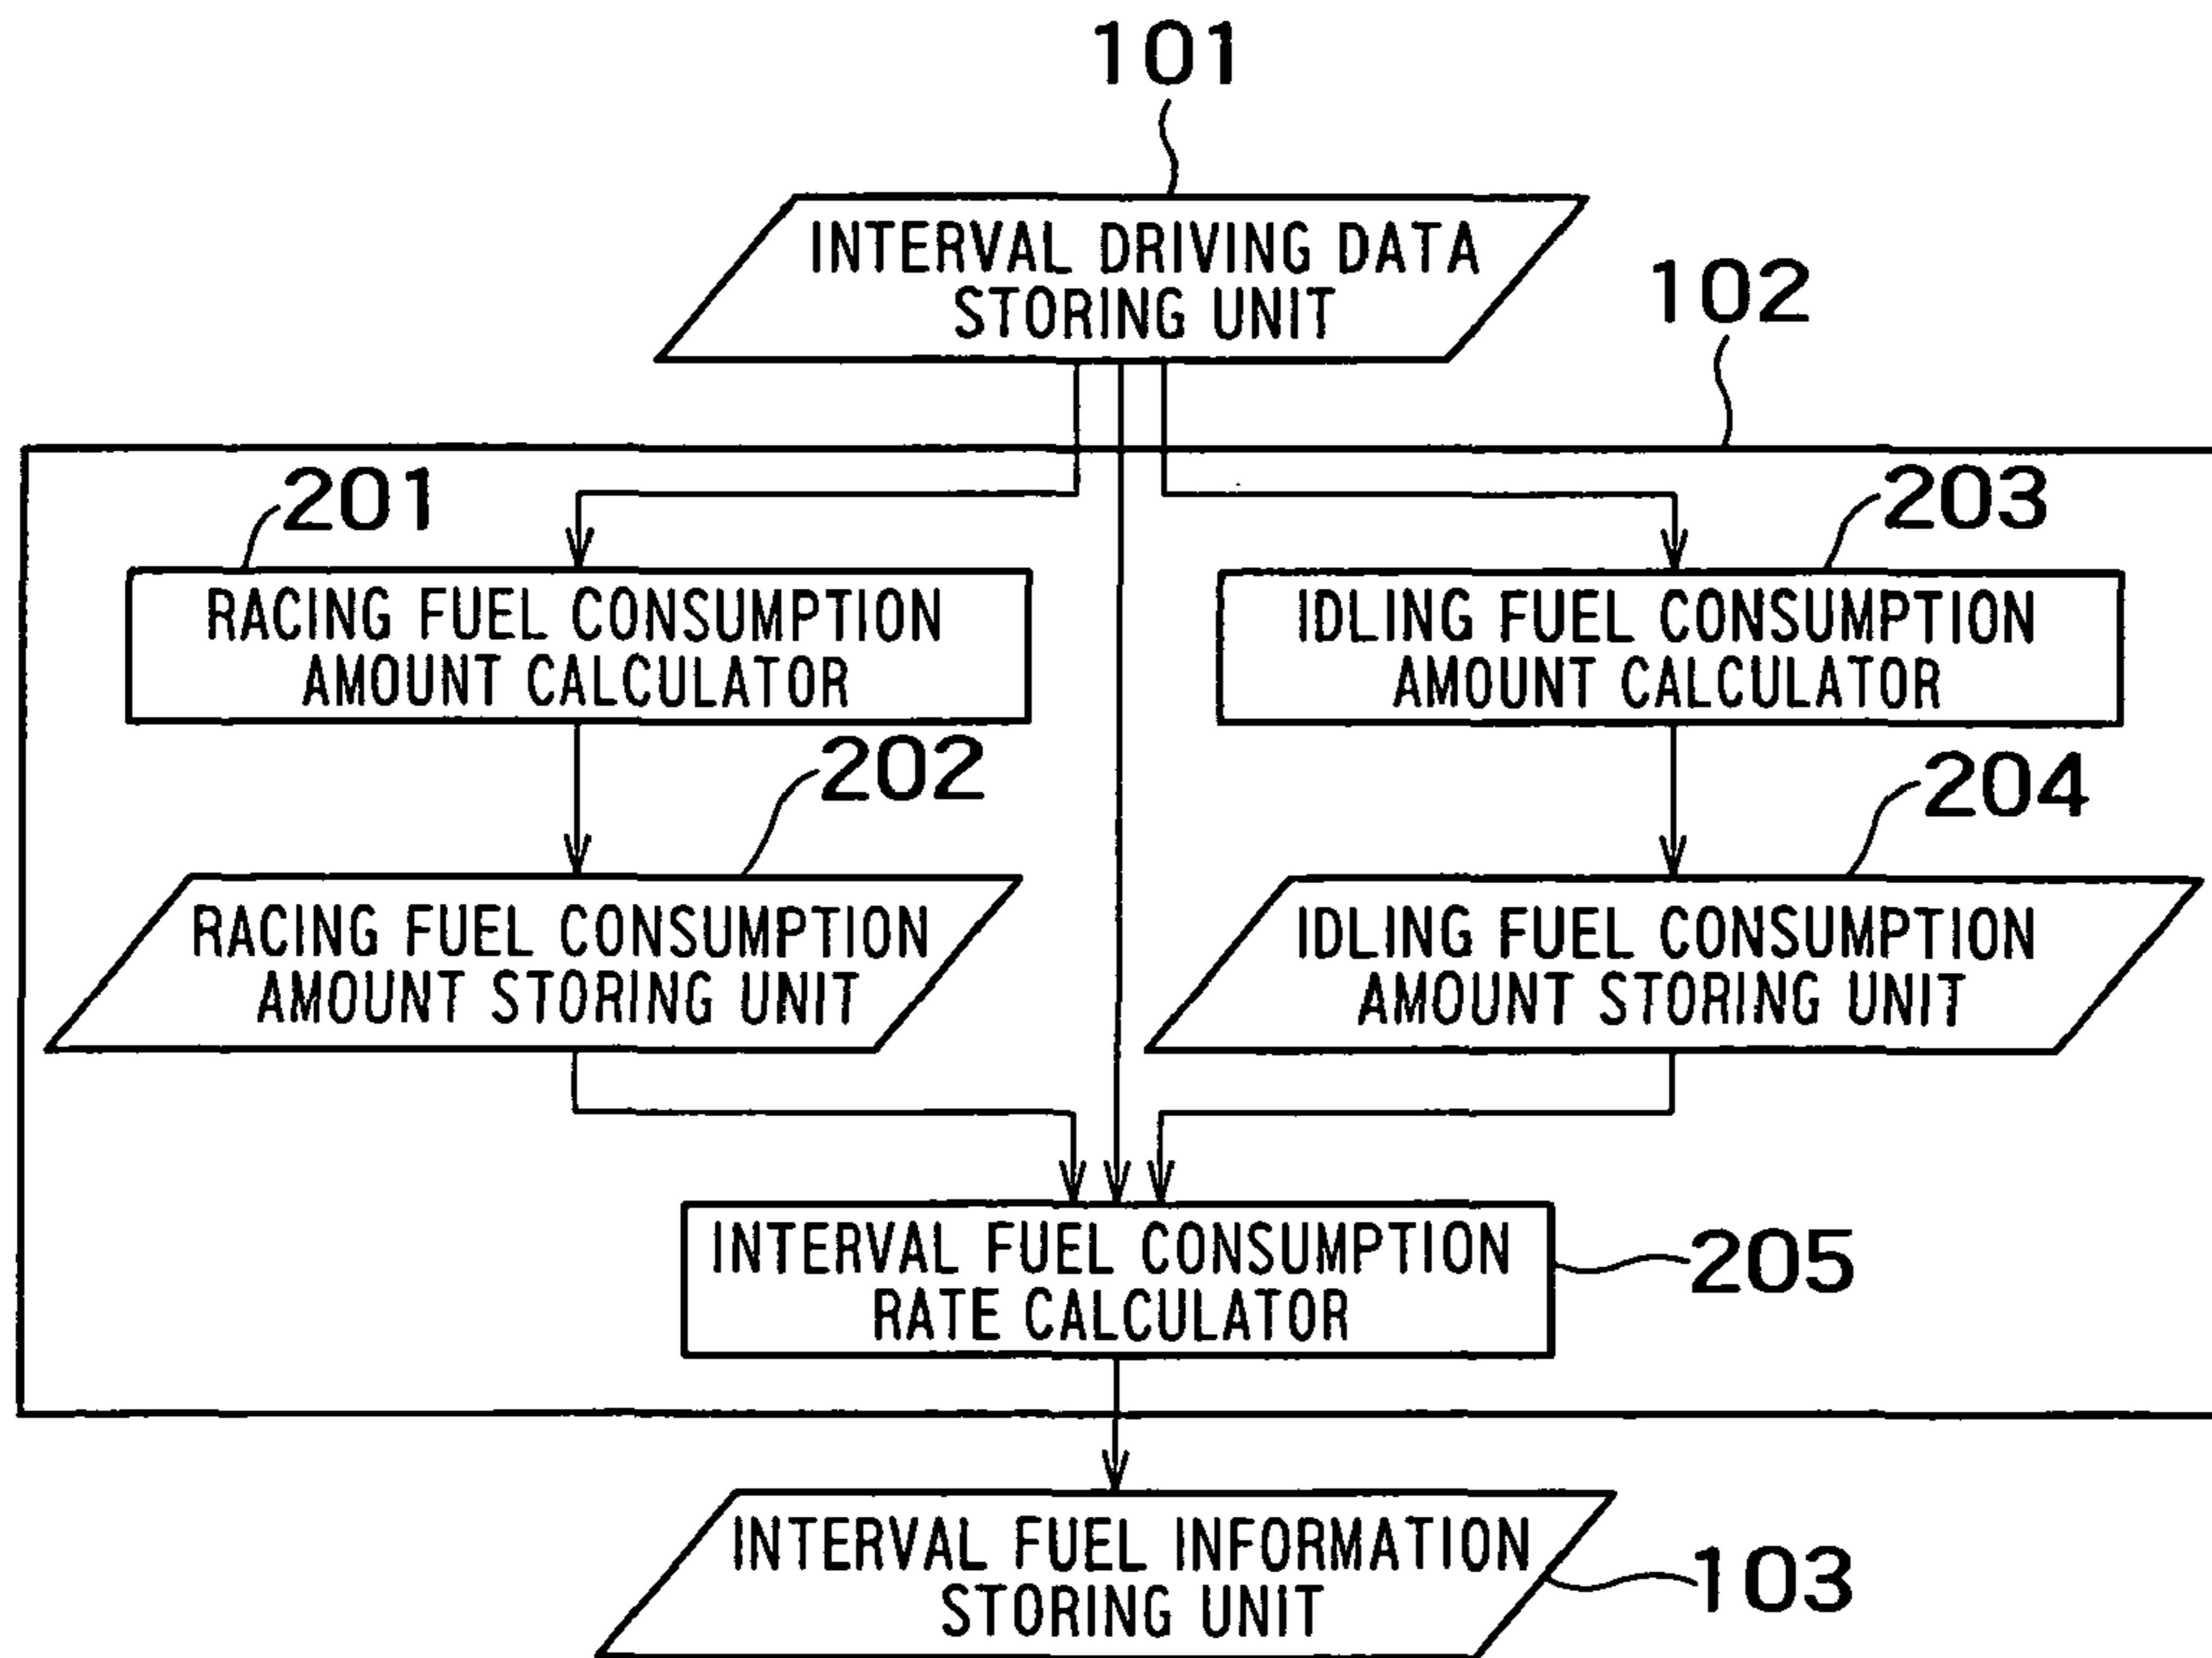 101
INTERVAL DRIVING DATA
STORING UNIT
102
201
203
RACING FUEL CONSUMPTION
AMOUNT CALCULATOR
IDLING FUEL CONSUMPTION
AMOUNT CALCULATOR
202
204
RACING FUEL CONSUMPTION
AMOUNT STORING UNIT
IDLING FUEL CONSUMPTION
AMOUNT STORING UNIT
INTERVAL FUEL CONSUMPTION
RATE CALCULATOR
205
INTERVAL FUEL INFORMATION
STORING UNIT
103